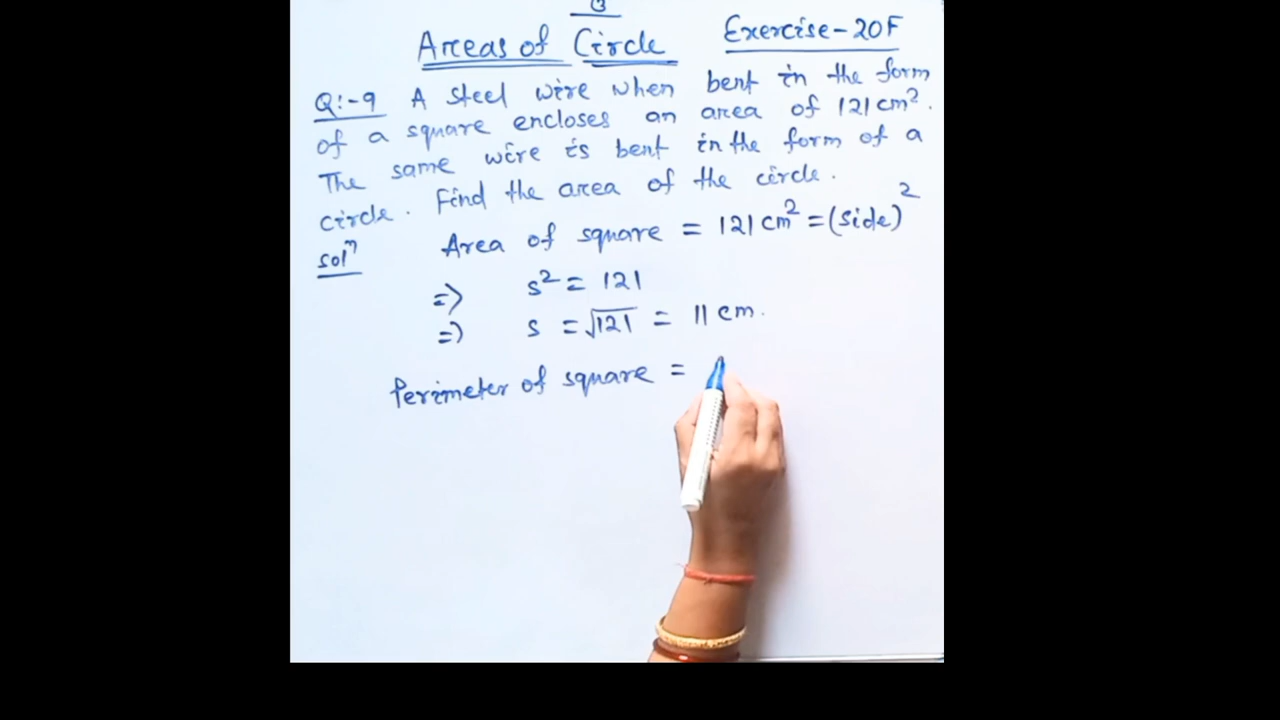 3
Areas of Circle Exercise-20F
Q:-9 A steel wire when bent in the form
of a square encloses an area of 121 cm².
The same wire is bent in the form of a
circle. Find the area of the circle.
Solⁿ Area of square = 121 cm² = (side)²
=> s² = 121
=> s = √121 = 11 cm.
Perimeter of square =